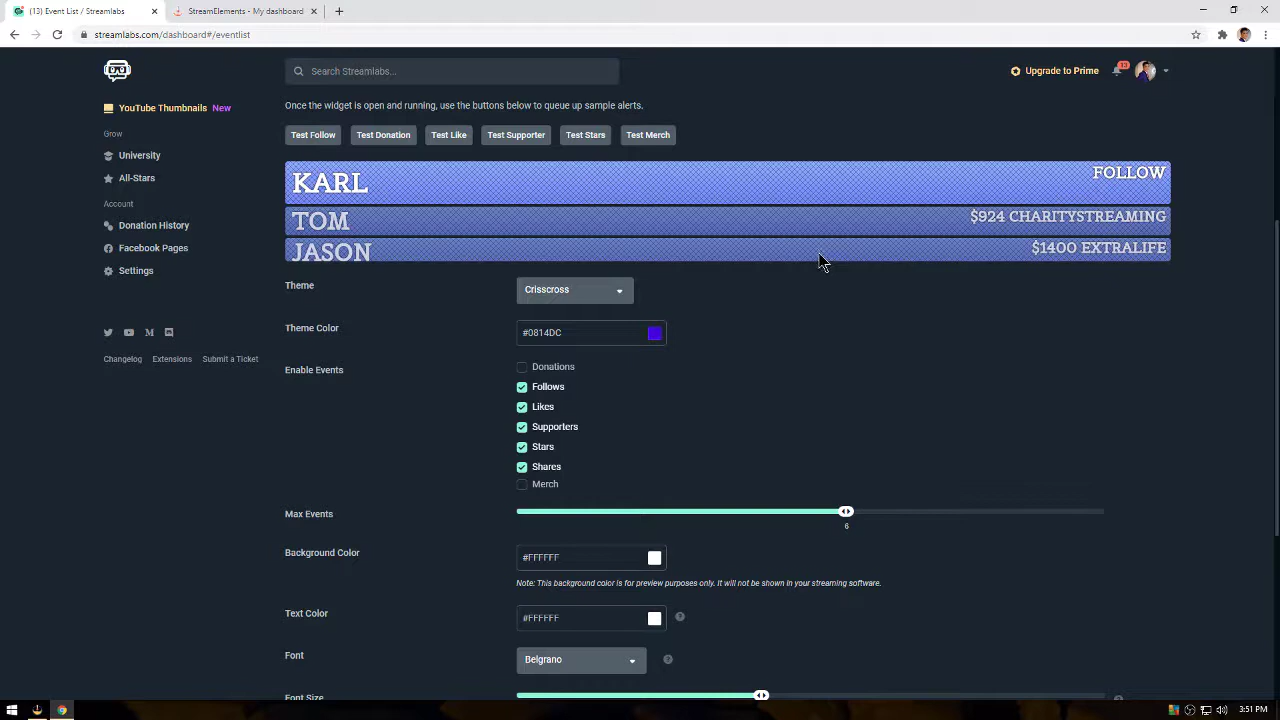 (13) Event List / Streamlabs
StreamElements - My dashboard
streamlabs.com/dashboard#/eventlist
Search Streamlabs...
Upgrade to Prime
13
YouTube Thumbnails New
Grow
University
All-Stars
Account
Donation History
Facebook Pages
Settings
Changelog Extensions Submit a Ticket
Once the widget is open and running, use the buttons below to queue up sample alerts.
Test Follow Test Donation Test Like Test Supporter Test Stars Test Merch
KARL FOLLOW
TOM $924 CHARITYSTREAMING
JASON $1400 EXTRALIFE
Theme Crisscross
Theme Color #0814DC
Enable Events Donations
Follows
Likes
Supporters
Stars
Shares
Merch
Max Events
6
Background Color #FFFFFF
Note: This background color is for preview purposes only. It will not be shown in your streaming software.
Text Color #FFFFFF
Font Belgrano
Font Size
3:51 PM